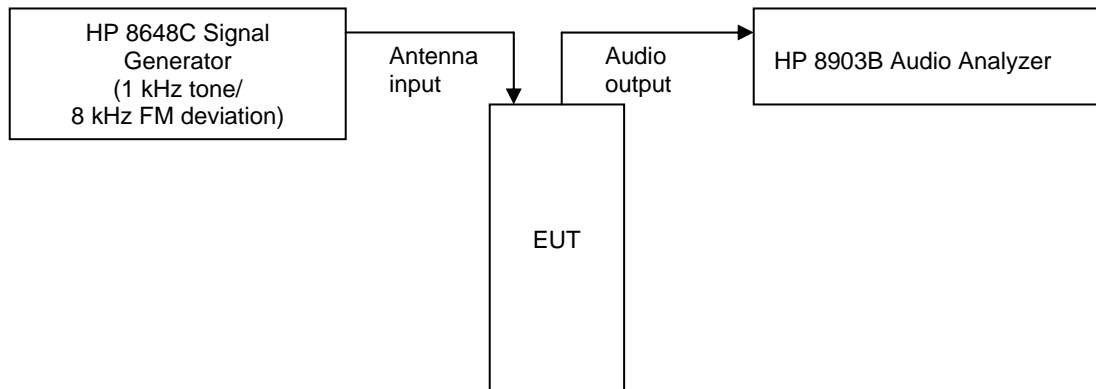 HP 8648C Signal
Generator
(1 kHz tone/
8 kHz FM deviation)
Antenna
input
Audio
output
HP 8903B Audio Analyzer
EUT